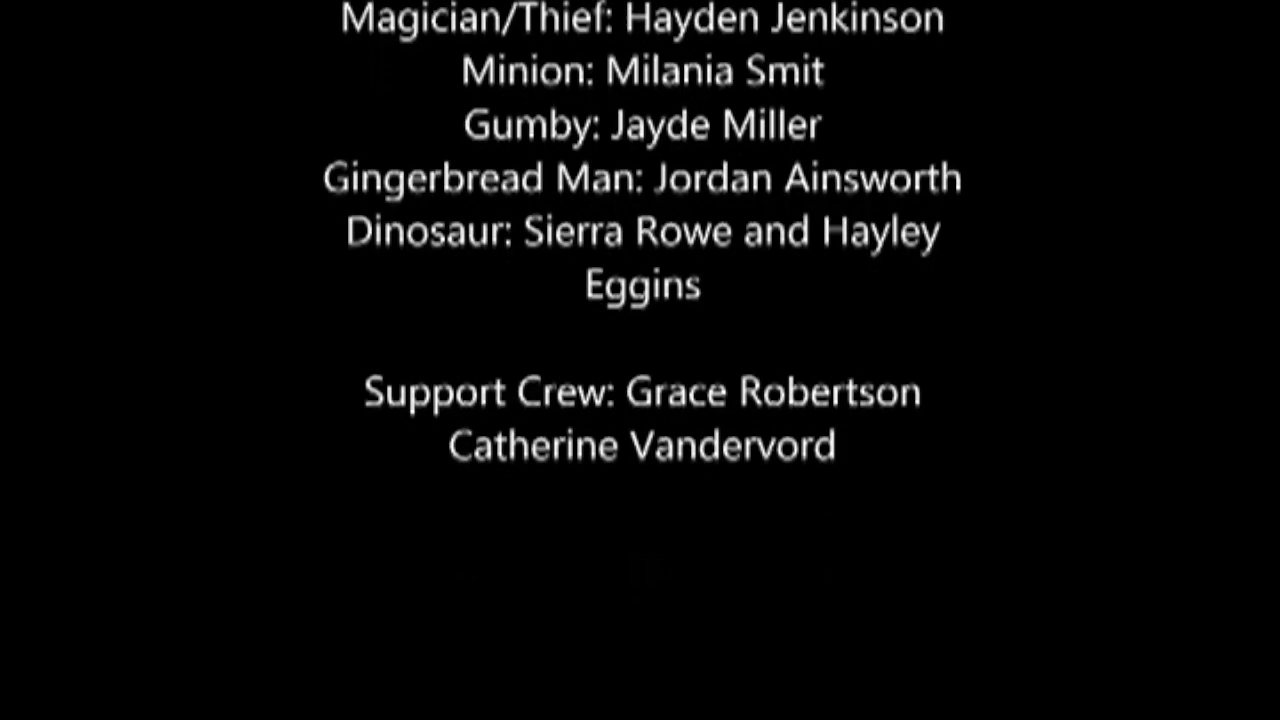 Magician/Thief: Hayden Jenkinson
Minion: Milania Smit
Gumby: Jayde Miller
Gingerbread Man: Jordan Ainsworth
Dinosaur: Sierra Rowe and Hayley
Eggins
Support Crew: Grace Robertson
Catherine Vandervord